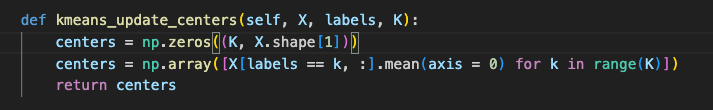 def kmeans_update_centers(self, X, labels, K):
    centers = np.zeros((K, X.shape[1]))
    centers = np.array([X[labels == k, :].mean(axis = 0) for k in range(K)])
    return centers